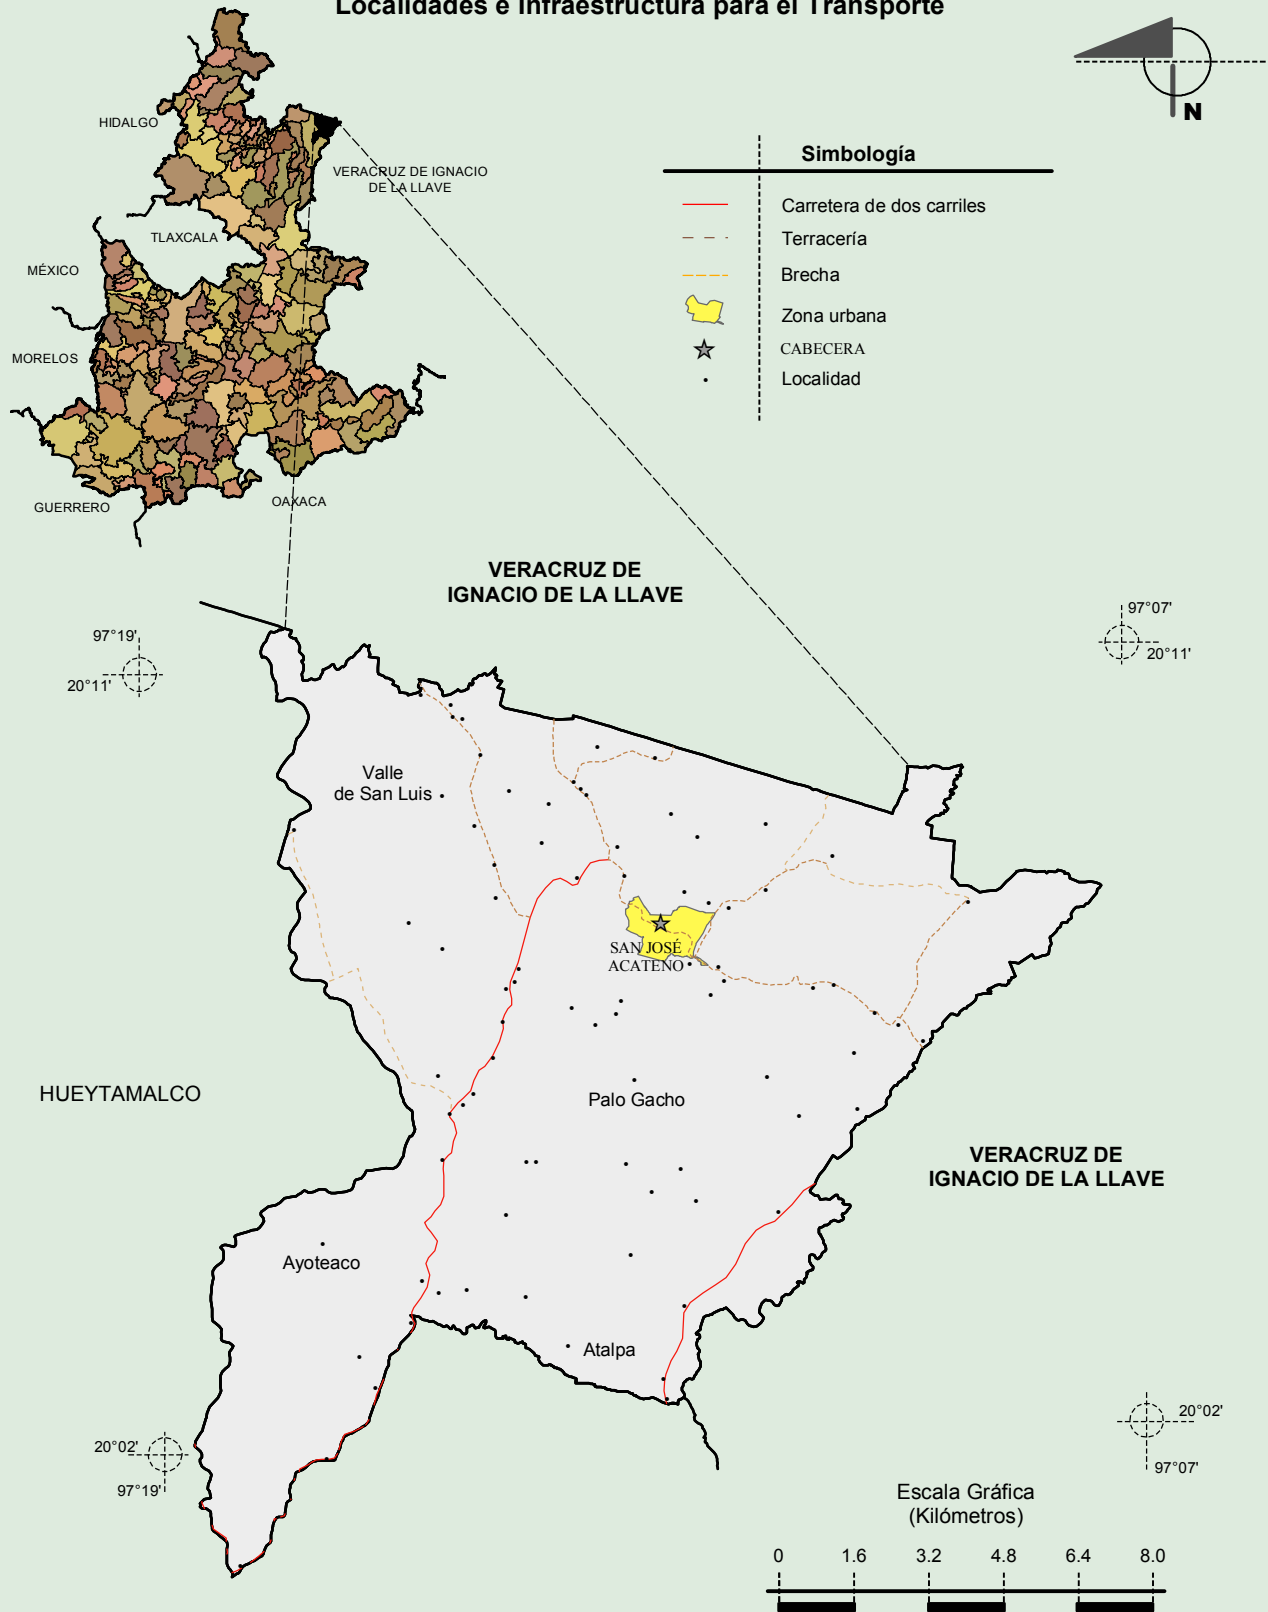 Localidades e Infraestructura para el Transporte
N
HIDALGO
VERACRUZ DE IGNACIO
DE LA LLAVE
TLAXCALA
MÉXICO
MORELOS
GUERRERO
OAXACA
Simbología
Carretera de dos carriles
Terracería
Brecha
Zona urbana
CABECERA
Localidad
VERACRUZ DE
IGNACIO DE LA LLAVE
97°19'
20°11'
97°07'
20°11'
Valle
de San Luis
SAN JOSÉ
ACATENO
HUEYTAMALCO
Palo Gacho
VERACRUZ DE
IGNACIO DE LA LLAVE
Ayoteaco
Atalpa
20°02'
97°19'
20°02'
97°07'
Escala Gráfica
(Kilómetros)
0 1.6 3.2 4.8 6.4 8.0